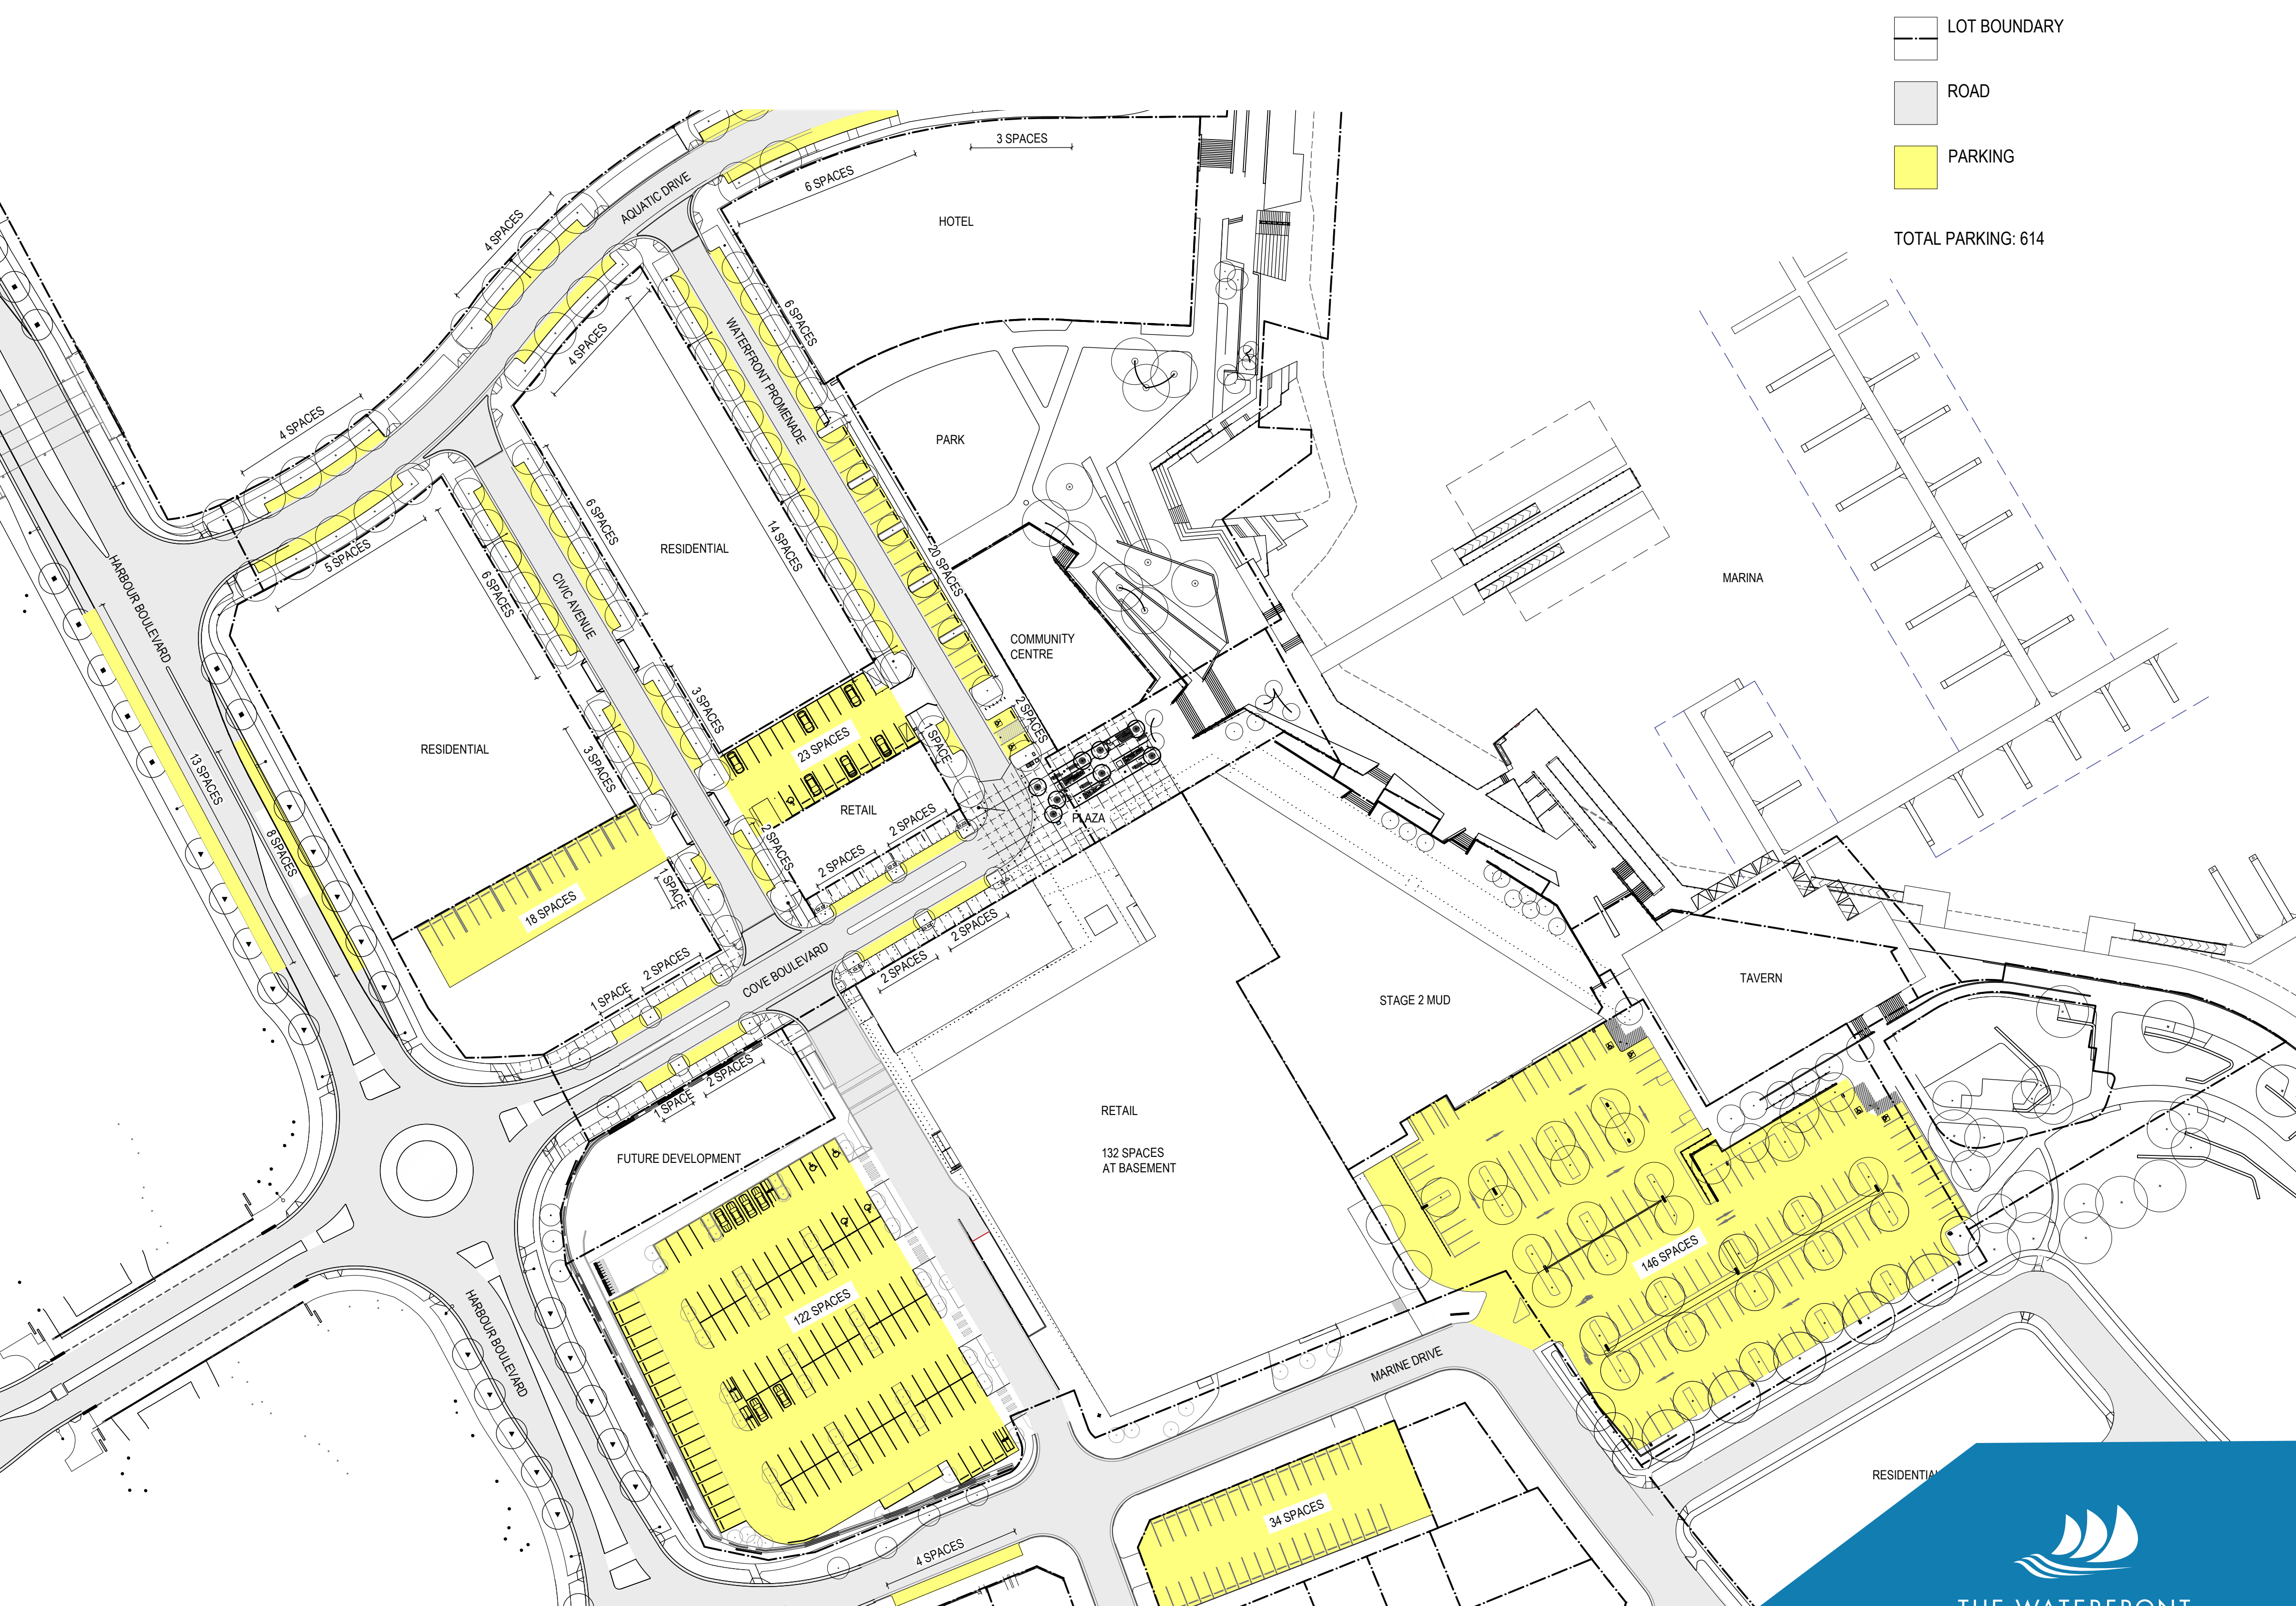 LOT BOUNDARY
ROAD
PARKING
TOTAL PARKING: 614
3 SPACES
6 SPACES
AQUATIC DRIVE
4 SPACES
HOTEL
4 SPACES
6 SPACES
WATERFRONT PROMENADE
4 SPACES
PARK
5 SPACES
6 SPACES
6 SPACES
14 SPACES
RESIDENTIAL
20 SPACES
CIVIC AVENUE
HARBOUR BOULEVARD
MARINA
COMMUNITY
CENTRE
2 SPACES
3 SPACES
23 SPACES
1 SPACE
RESIDENTIAL
3 SPACES
13 SPACES
8 SPACES
RETAIL
2 SPACES
PLAZA
2 SPACES
2 SPACES
1 SPACE
18 SPACES
2 SPACES
2 SPACES
COVE BOULEVARD
2 SPACES
1 SPACE
TAVERN
STAGE 2 MUD
2 SPACES
1 SPACE
RETAIL
132 SPACES
AT BASEMENT
FUTURE DEVELOPMENT
146 SPACES
122 SPACES
HARBOUR BOULEVARD
MARINE DRIVE
34 SPACES
4 SPACES
RESIDENTIAL
THE WATERFRONT